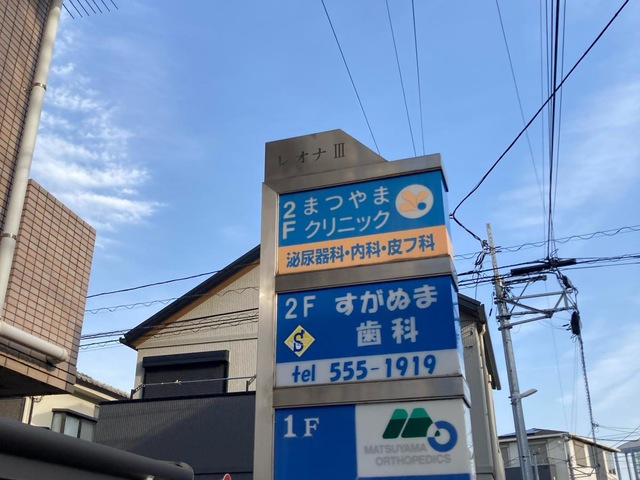 レオナⅢ
2F まつやま
クリニック
泌尿器科・内科・皮フ科
2F すがぬま
S 歯科
tel 555-1919
1F
MATSUYAMA
ORTHOPEDICS